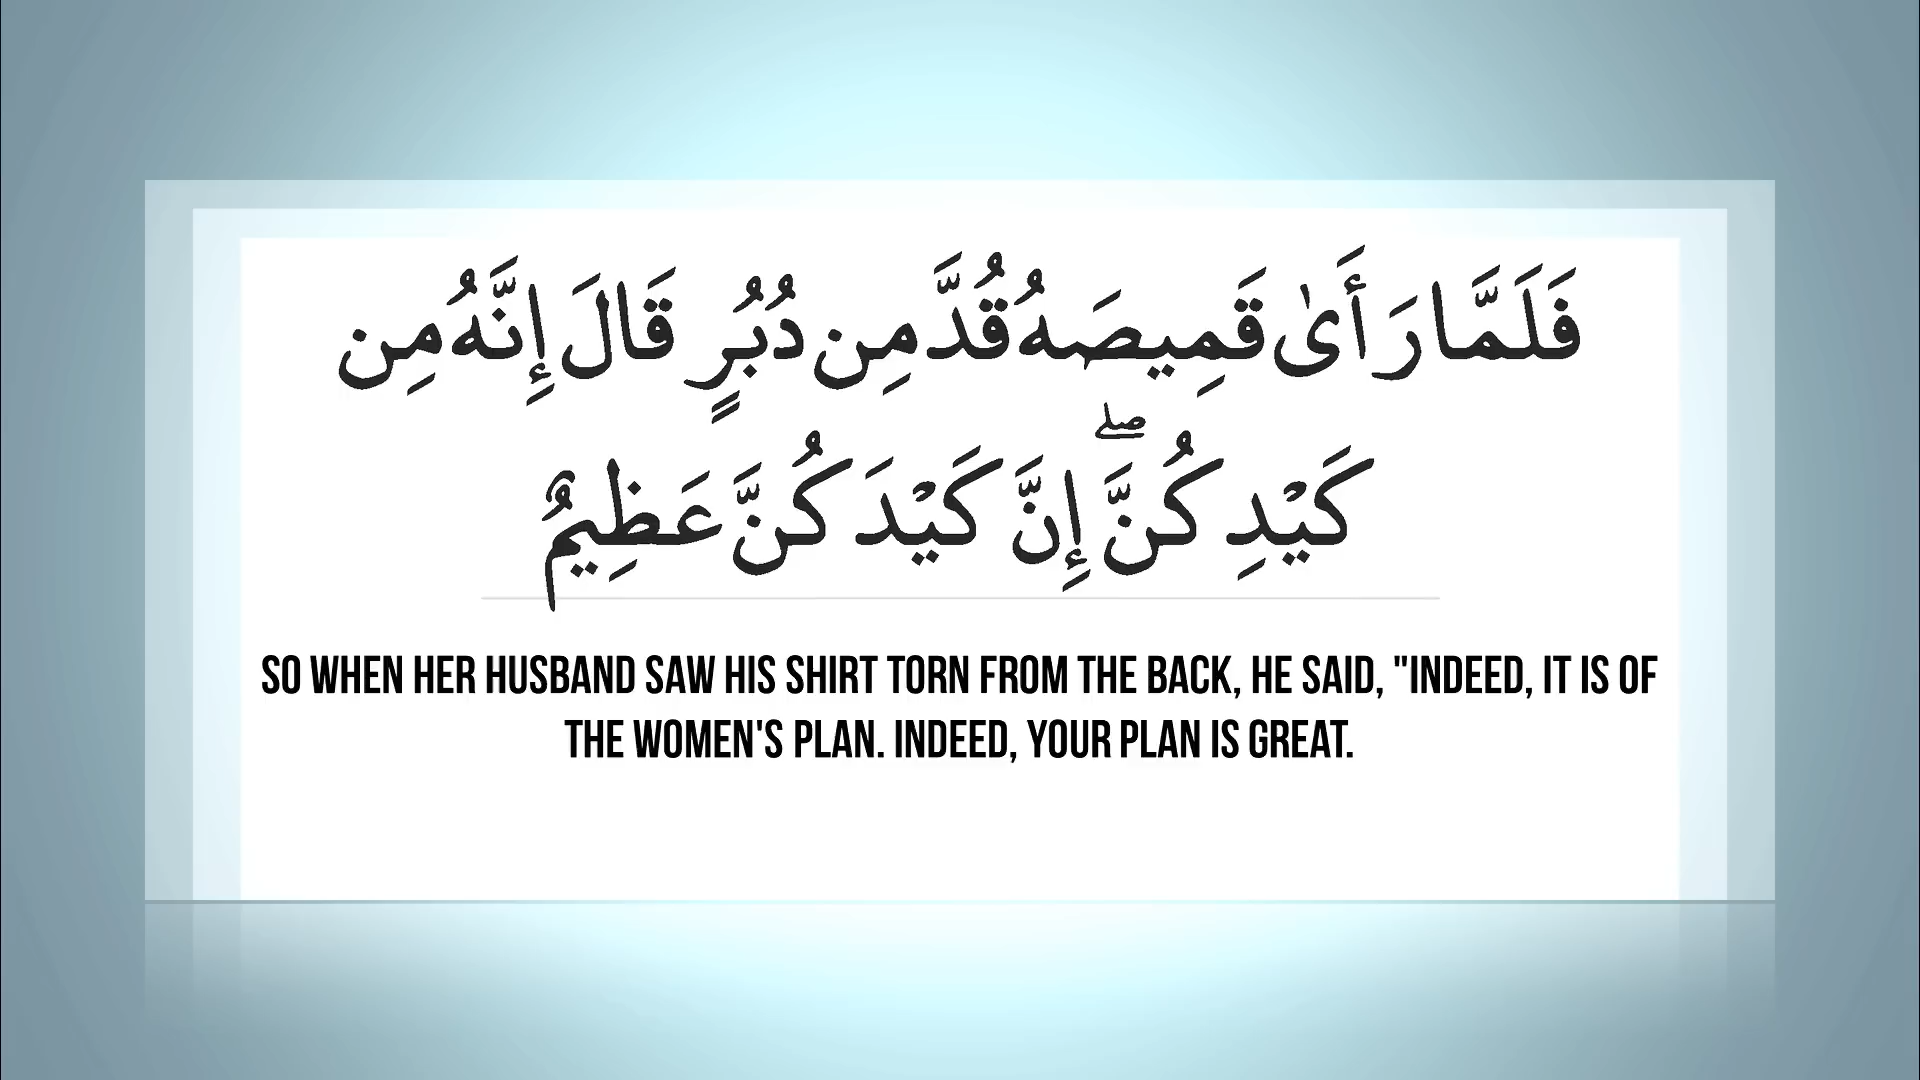 فَلَمَّا رَأَىٰ قَمِيصَهُ قُدَّ مِن دُبُرٍ قَالَ إِنَّهُ مِن
كَيْدِكُنَّ ۖ إِنَّ كَيْدَكُنَّ عَظِيمٌ
SO WHEN HER HUSBAND SAW HIS SHIRT TORN FROM THE BACK, HE SAID, "INDEED, IT IS OF
THE WOMEN'S PLAN. INDEED, YOUR PLAN IS GREAT.